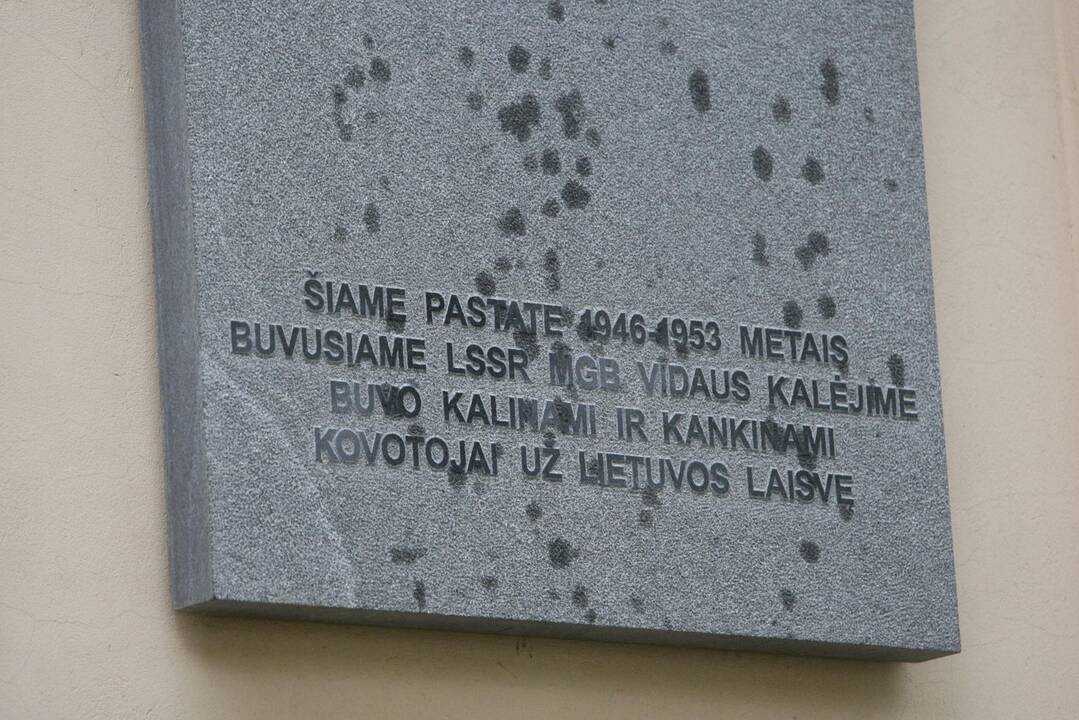 ŠIAME PASTATE 1946-1953 METAIS
BUVUSIAME LSSR MGB VIDAUS KALĖJIME
BUVO KALINAMI IR KANKINAMI
KOVOTOJAI UŽ LIETUVOS LAISVĘ